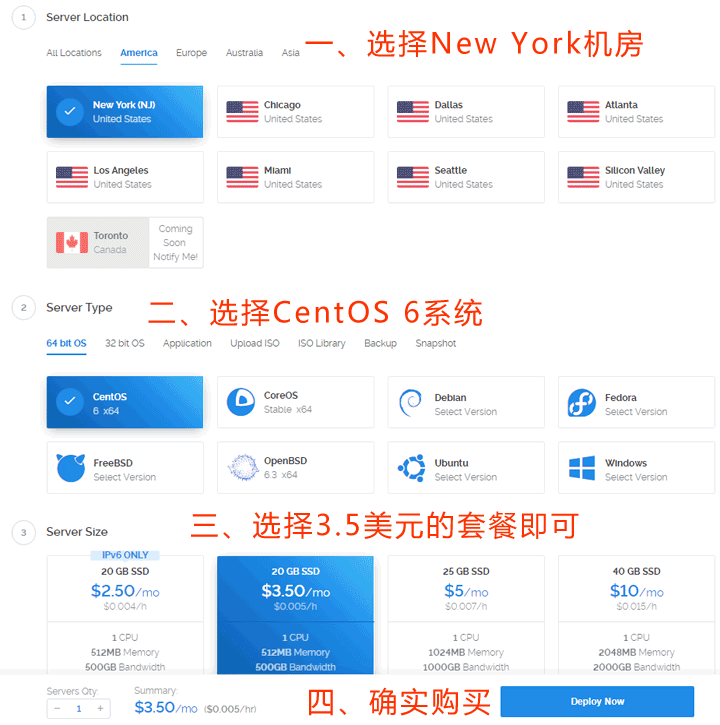 1 Server Location
All Locations America Europe Australia Asia
一、选择New York机房
New York (NJ) Chicago Dallas Atlanta
United States United States United States United States
Los Angeles Miami Seattle Silicon Valley
United States United States United States United States
Toronto
Canada
Coming
Soon
Notify Me!
2 Server Type
二、选择CentOS 6系统
64 bit OS 32 bit OS Application Upload ISO ISO Library Backup Snapshot
CentOS CoreOS Debian Fedora
6 x64 Stable x64 Select Version Select Version
FreeBSD OpenBSD Ubuntu Windows
Select Version 6.3 x64 Select Version Select Version
3 Server Size
三、选择3.5美元的套餐即可
IPv6 ONLY
20 GB SSD 20 GB SSD 25 GB SSD 40 GB SSD
$2.50/mo $3.50/mo $5/mo $10/mo
$0.004/h $0.005/h $0.007/h $0.015/h
1 CPU 1 CPU 1 CPU 1 CPU
512MB Memory 512MB Memory 1024MB Memory 2048MB Memory
500GB Bandwidth 500GB Bandwidth 1000GB Bandwidth 2000GB Bandwidth
Servers Qty: Summary:
− 1 + $3.50/mo ($0.005/hr)
四、确实购买
Deploy Now